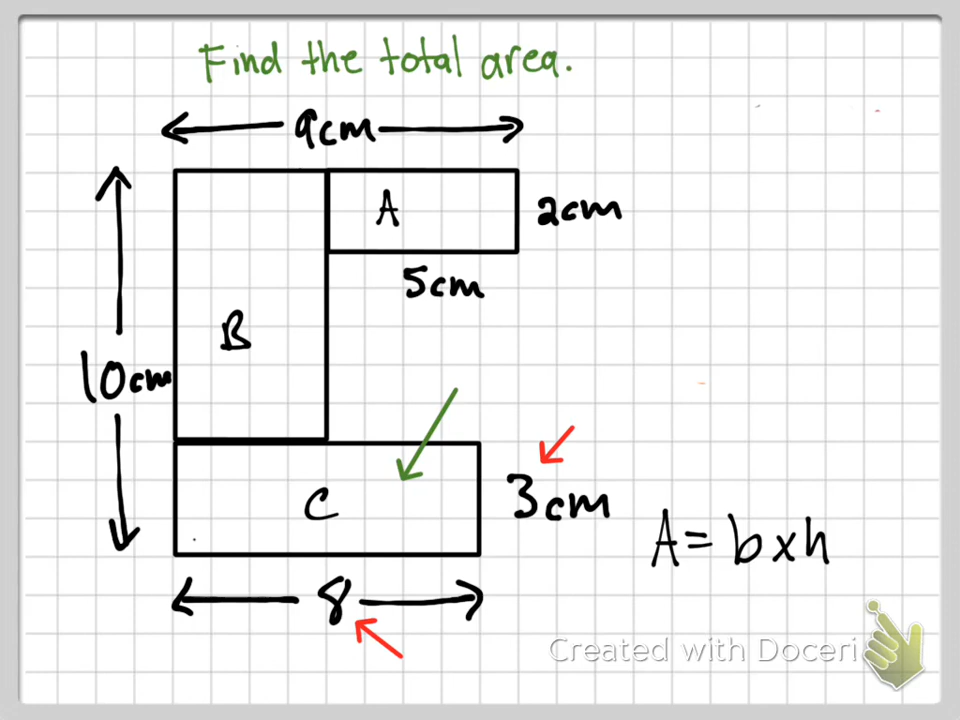 Find the total area.
9cm
A
2cm
5cm
B
10cm
C
3cm
A = b x h
8
Created with Doceri